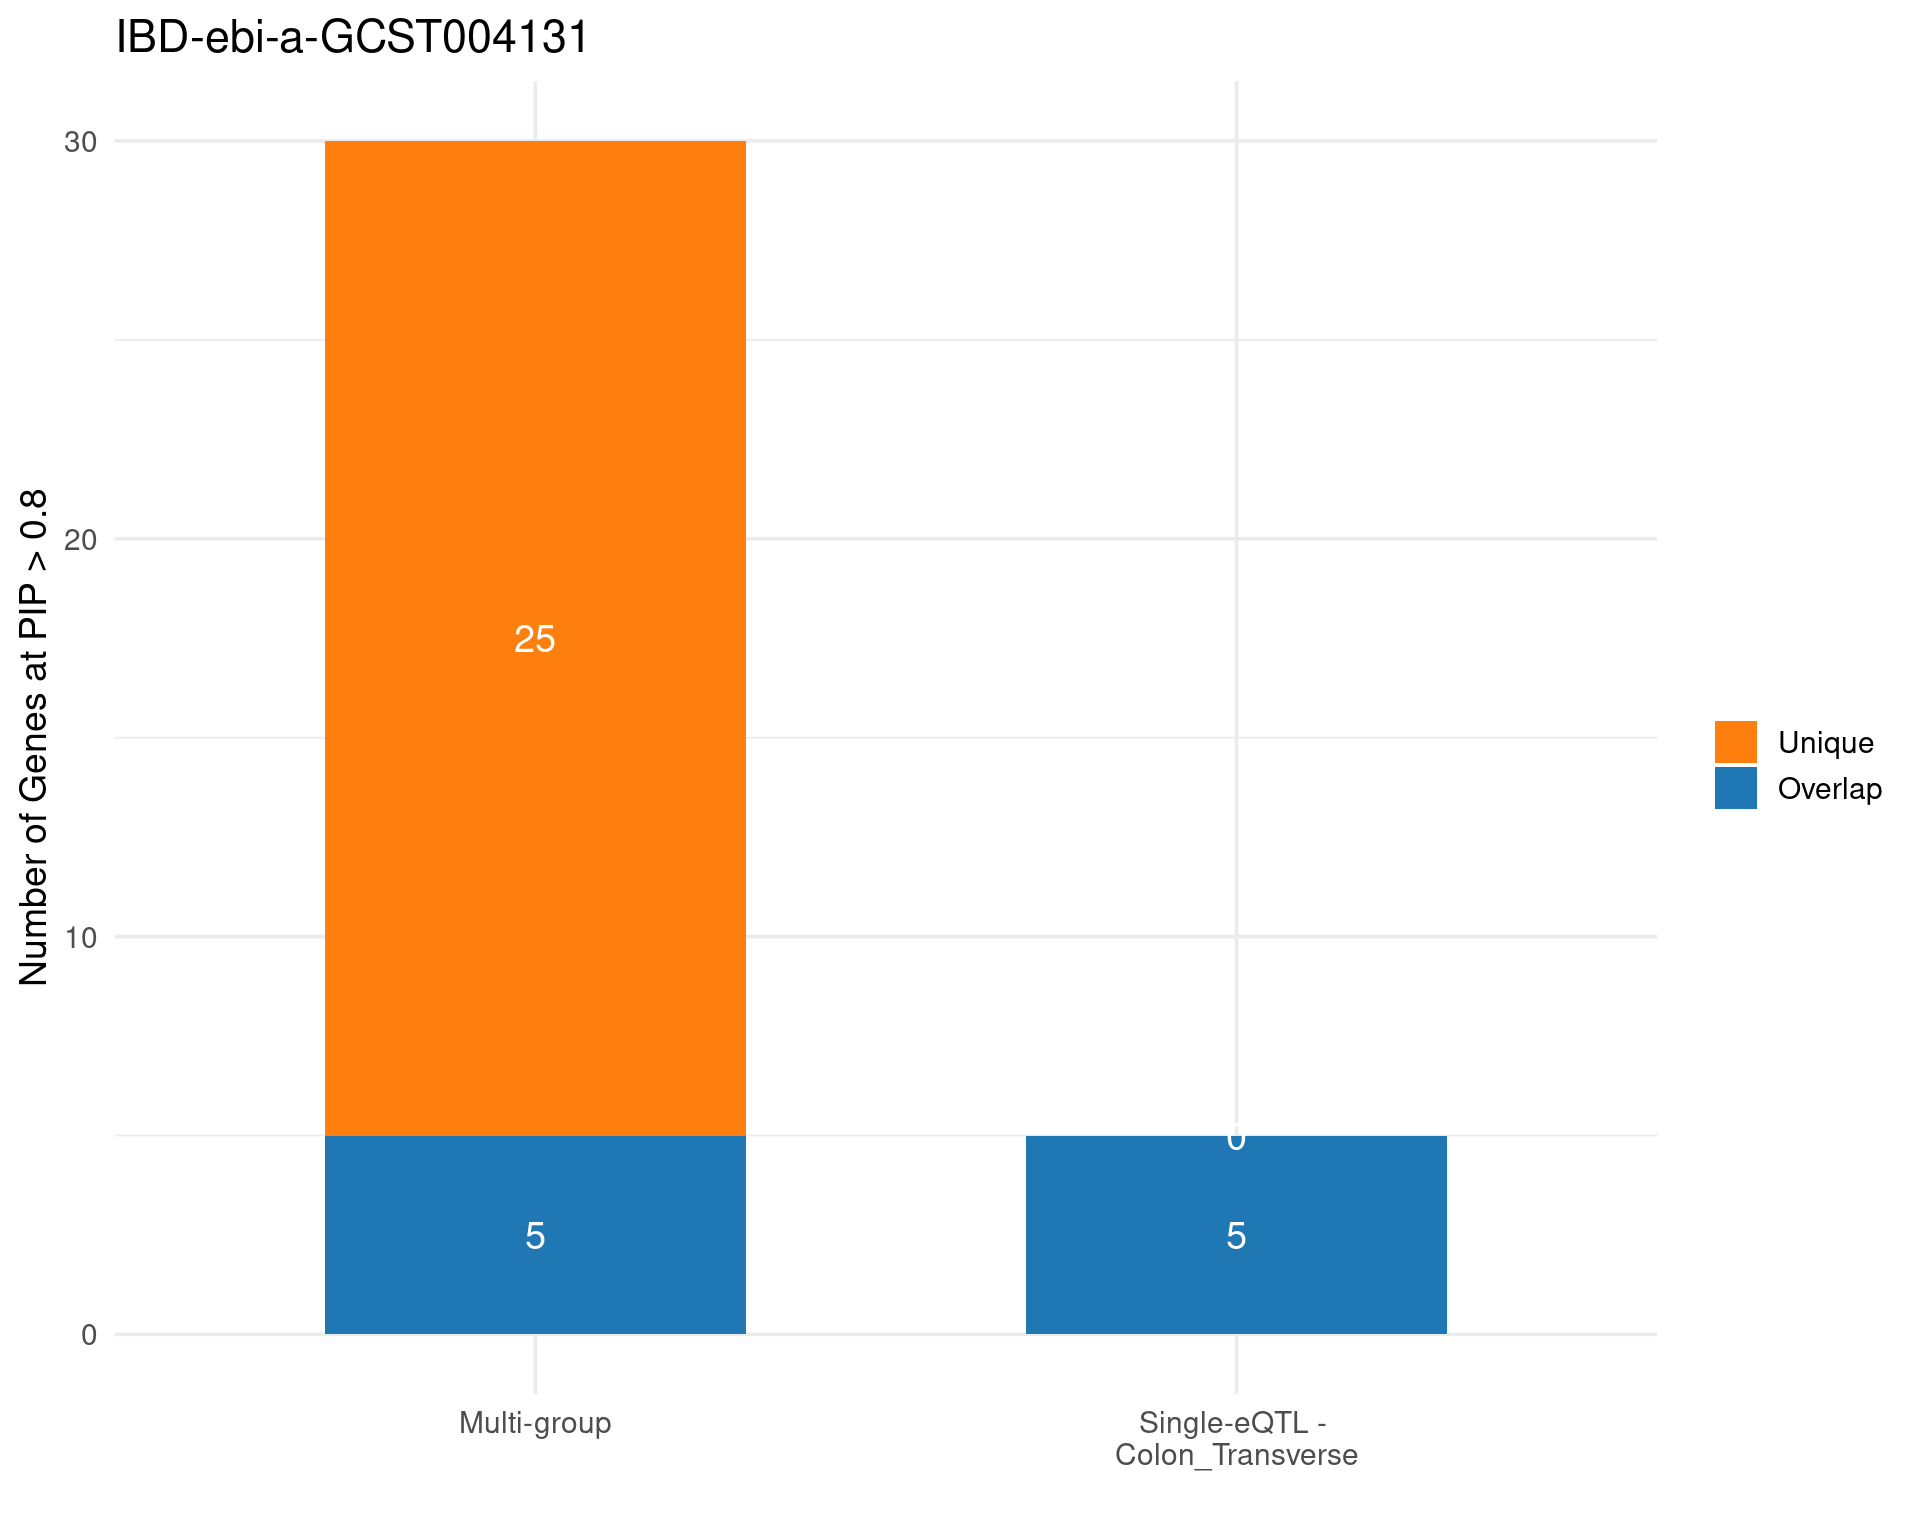 IBD-ebi-a-GCST004131
Number of Genes at PIP > 0.8
30
20
10
0
25
5
0
5
Multi-group
Single-eQTL -
Colon_Transverse
Unique
Overlap